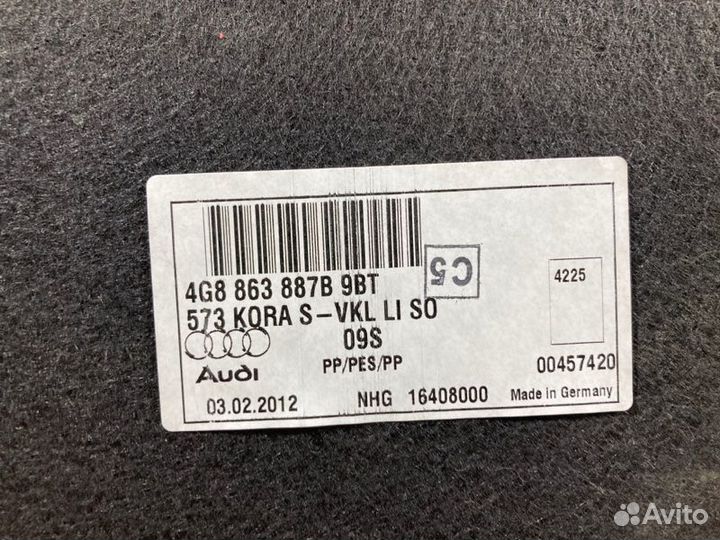 4G8 863 887B 9BT
C5
573 KORA S-VKL LI SO
09S
4225
Audi
PP/PES/PP
00457420
03.02.2012
NHG 16408000
Made in Germany
Avito